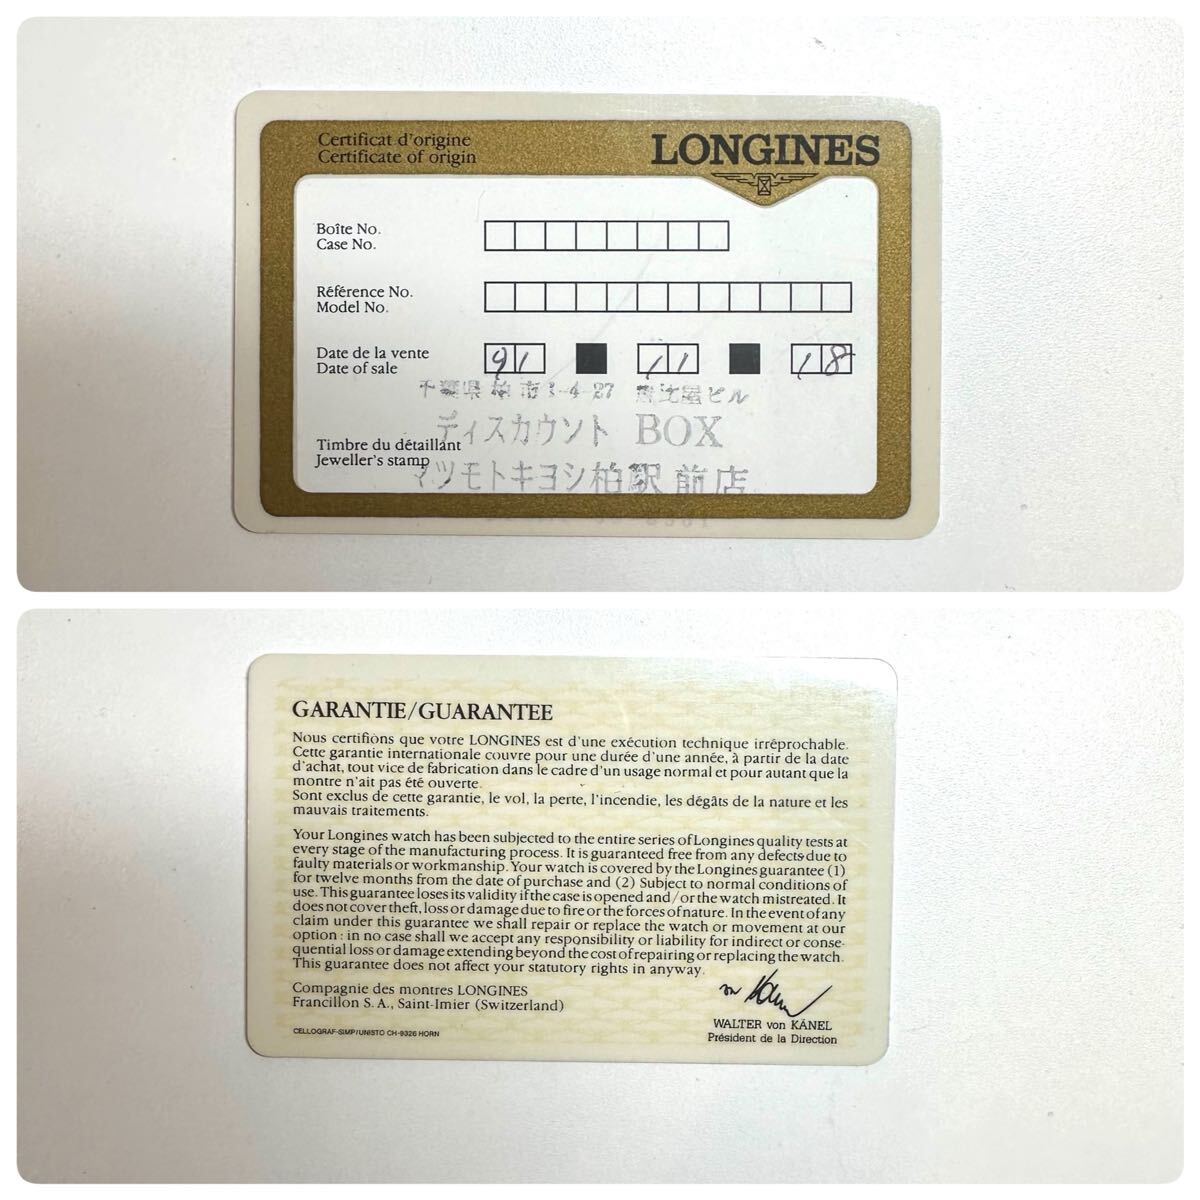 Certificat d'origine
Certificate of origin
LONGINES
Boîte No.
Case No.
Référence No.
Model No.
Date de la vente
Date of sale
91 11 18
千葉県柏市1-4-27 ビル
ディスカウント BOX
Timbre du détaillant
Jeweller's stamp
マツモトキヨシ柏駅前店
GARANTIE/GUARANTEE
Nous certifions que votre LONGINES est d'une exécution technique irréprochable.
Cette garantie internationale couvre pour une durée d'une année, à partir de la date
d'achat, tout vice de fabrication dans le cadre d'un usage normal et pour autant que la
montre n'ait pas été ouverte.
Sont exclus de cette garantie, le vol, la perte, l'incendie, les dégâts de la nature et les
mauvais traitements.
Your Longines watch has been subjected to the entire series of Longines quality tests at
every stage of the manufacturing process. It is guaranteed free from any defects due to
faulty materials or workmanship. Your watch is covered by the Longines guarantee (1)
for twelve months from the date of purchase and (2) Subject to normal conditions of
use. This guarantee loses its validity if the case is opened and/or the watch mistreated. It
does not cover theft, loss or damage due to fire or the forces of nature. In the event of any
claim under this guarantee we shall repair or replace the watch or movement at our
option : in no case shall we accept any responsibility or liability for indirect or conse-
quential loss or damage extending beyond the cost of repairing or replacing the watch.
This guarantee does not affect your statutory rights in anyway.
Compagnie des montres LONGINES
Francillon S.A., Saint-Imier (Switzerland)
CELLOGRAF-SIMP/UNISTO CH-9326 HORN
WALTER von KÄNEL
Président de la Direction